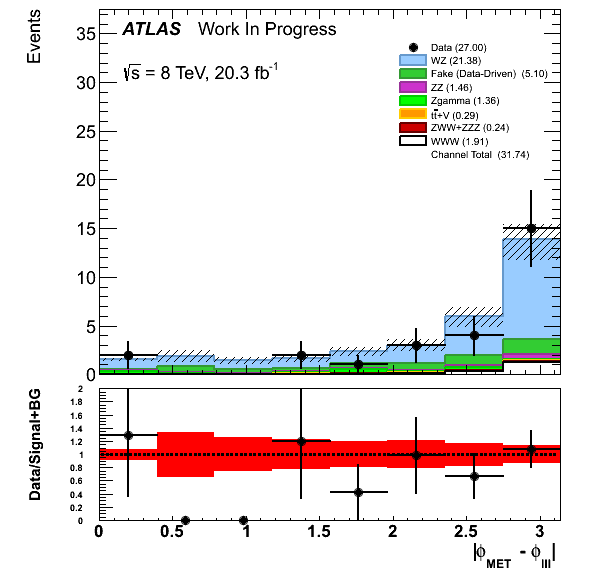 Events
ATLAS Work In Progress
√s = 8 TeV, 20.3 fb⁻¹
Data (27.00)
WZ (21.38)
Fake (Data-Driven) (5.10)
ZZ (1.46)
Zgamma (1.36)
tt̄+V (0.29)
ZWW+ZZZ (0.24)
WWW (1.91)
Channel Total (31.74)
35
30
25
20
15
10
5
0
Data/Signal+BG
2
1.8
1.6
1.4
1.2
1
0.8
0.6
0.4
0.2
0
0 0.5 1 1.5 2 2.5 3
|ϕMET - ϕlll|